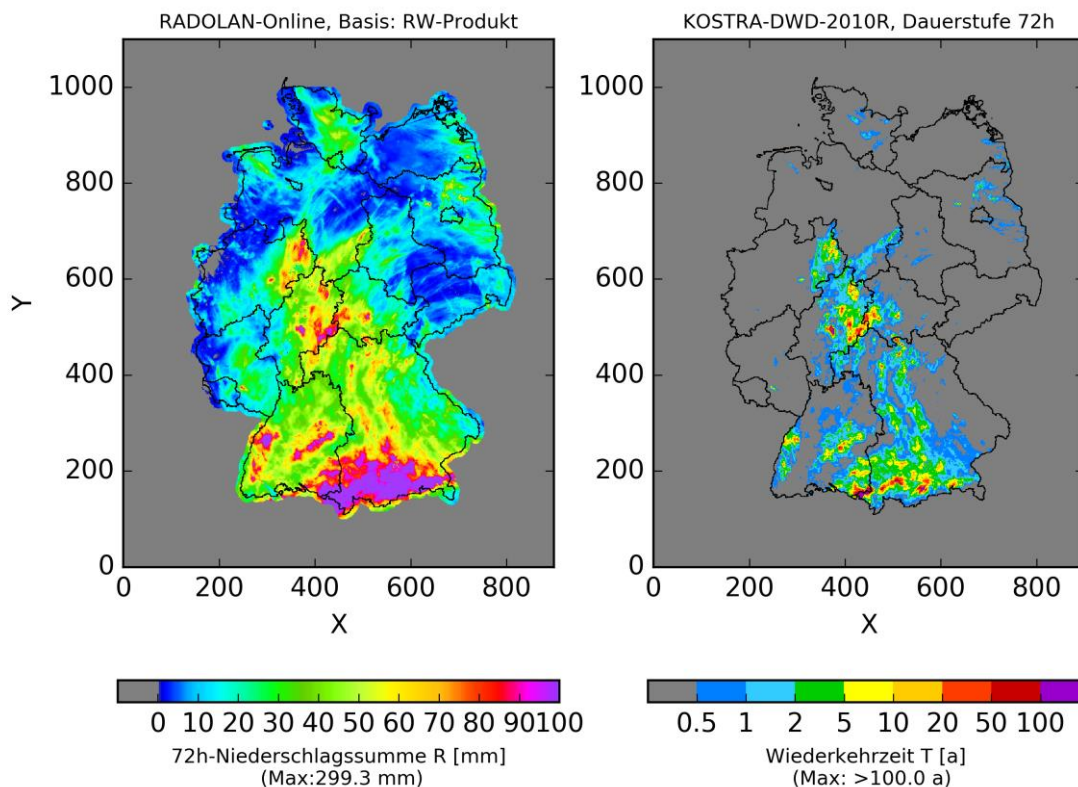 RADOLAN-Online, Basis: RW-Produkt
KOSTRA-DWD-2010R, Dauerstufe 72h
1000
800
600
400
200
0
Y
0 200 400 600 800
X
1000
800
600
400
200
0
0 200 400 600 800
X
0 10 20 30 40 50 60 70 80 90 100
72h-Niederschlagssumme R [mm]
(Max:299.3 mm)
0.5 1 2 5 10 20 50 100
Wiederkehrzeit T [a]
(Max: >100.0 a)